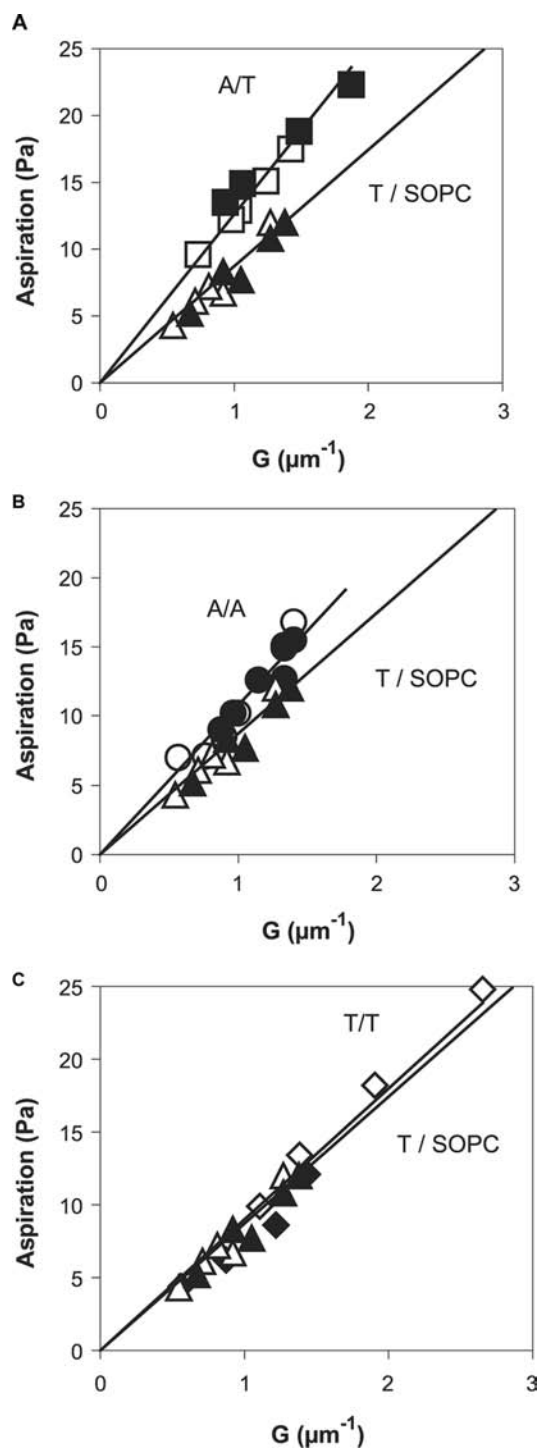 A
25
A/T
20
T / SOPC
15
Aspiration (Pa)
10
5
0
0 1 2 3
G (µm⁻¹)
B
25
A/A
20
T / SOPC
15
Aspiration (Pa)
10
5
0
0 1 2 3
G (µm⁻¹)
C
25
T/T
20
T / SOPC
15
Aspiration (Pa)
10
5
0
0 1 2 3
G (µm⁻¹)